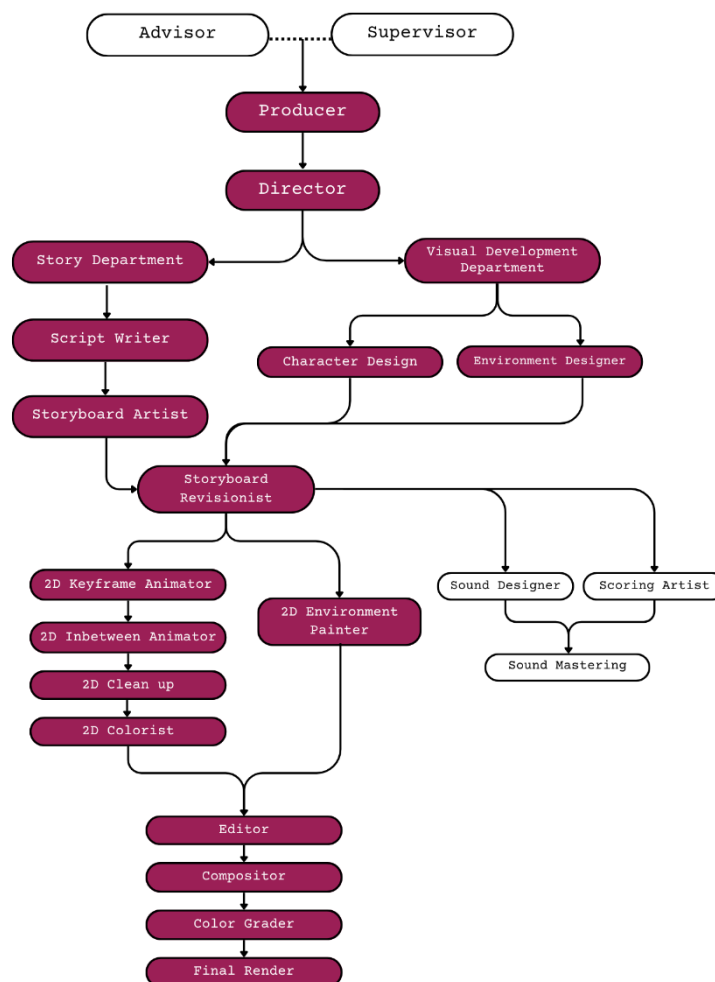 Advisor
Supervisor
Producer
Director
Story Department
Visual Development
Department
Script Writer
Character Design
Environment Designer
Storyboard Artist
Storyboard
Revisionist
2D Keyframe Animator
2D Environment
Painter
Sound Designer
Scoring Artist
2D Inbetween Animator
Sound Mastering
2D Clean up
2D Colorist
Editor
Compositor
Color Grader
Final Render